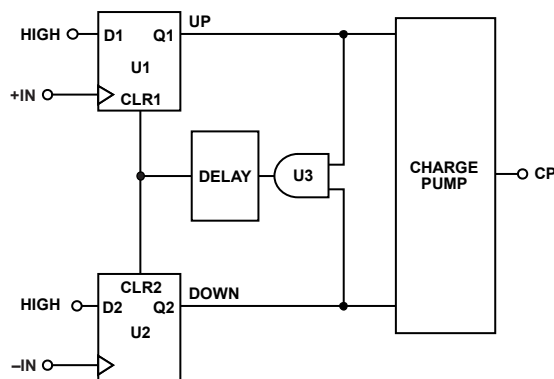 HIGH
D1
Q1
UP
U1
+IN
CLR1
DELAY
U3
CHARGE
PUMP
CP
CLR2
HIGH
D2
Q2
DOWN
U2
–IN